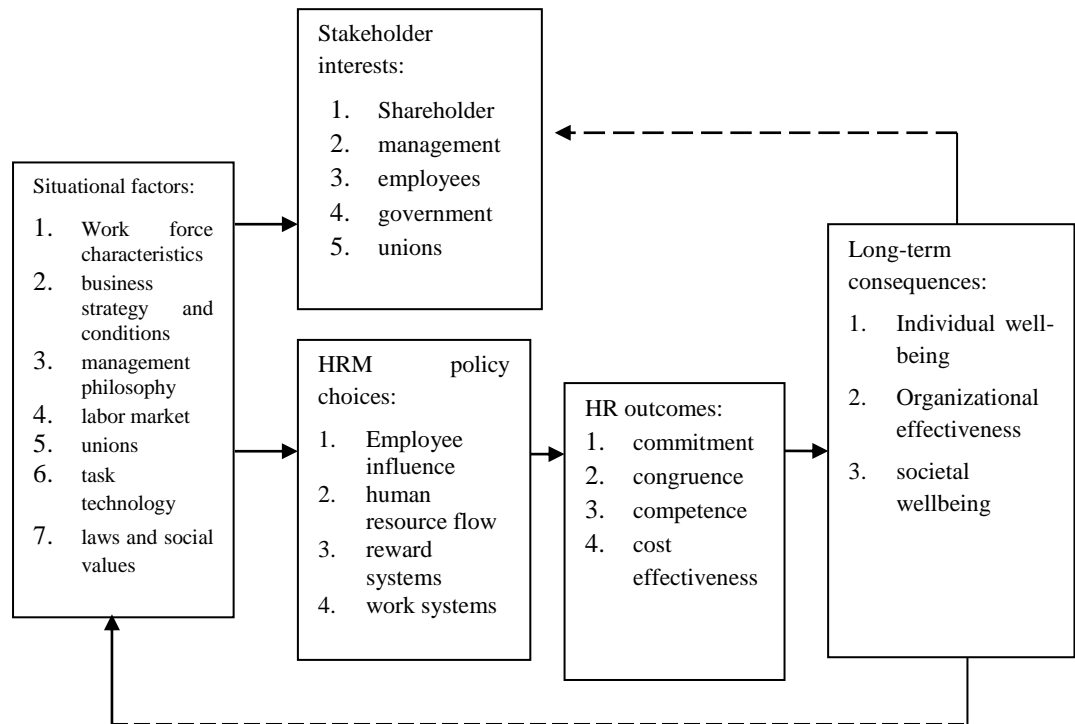 Stakeholder
interests:
1. Shareholder
2. management
3. employees
4. government
5. unions
Situational factors:
1. Work force
characteristics
2. business
strategy and
conditions
3. management
philosophy
4. labor market
5. unions
6. task
technology
7. laws and social
values
HRM policy
choices:
1. Employee
influence
2. human
resource flow
3. reward
systems
4. work systems
HR outcomes:
1. commitment
2. congruence
3. competence
4. cost
effectiveness
Long-term
consequences:
1. Individual well-
being
2. Organizational
effectiveness
3. societal
wellbeing